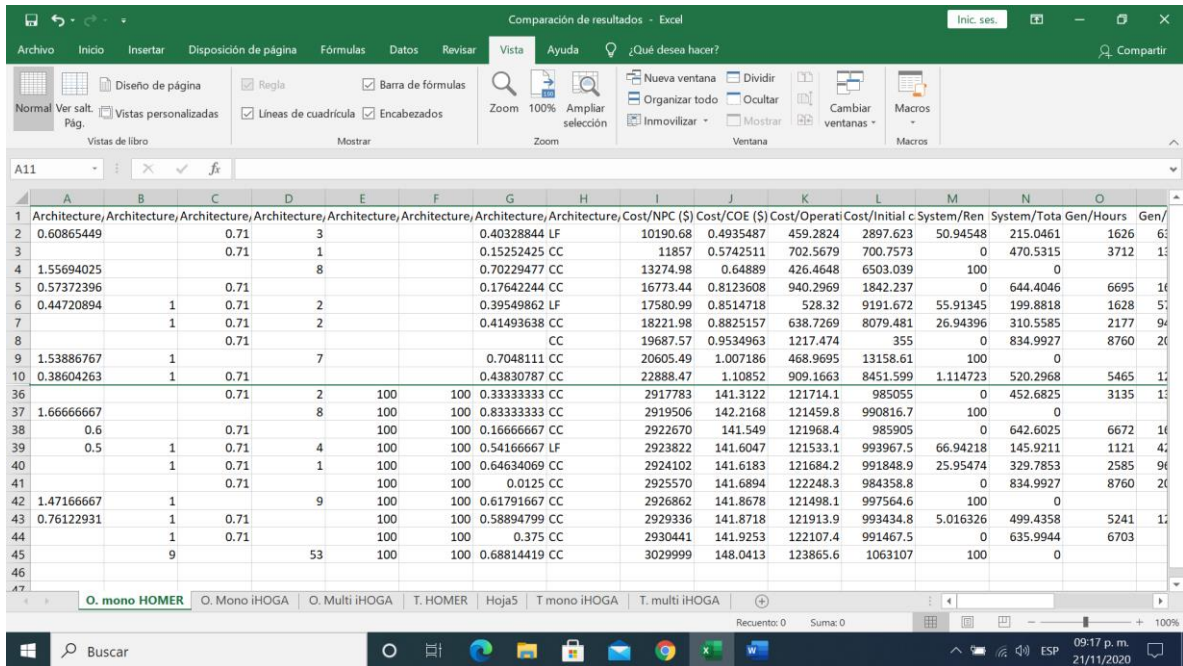 Comparación de resultados - Excel
Inic. ses.
Archivo Inicio Insertar Disposición de página Fórmulas Datos Revisar Vista Ayuda ¿Qué desea hacer? Compartir
Normal Ver salt. Pág. Diseño de página Vistas personalizadas
Regla Barra de fórmulas
Líneas de cuadrícula Encabezados
Zoom 100% Ampliar selección
Nueva ventana Dividir
Organizar todo Ocultar
Inmovilizar Mostrar
Cambiar ventanas Macros
Vistas de libro Mostrar Zoom Ventana Macros
A11 fx
A B C D E F G H I J K L M N O
1 Architecture/ Architecture/ Architecture/ Architecture/ Architecture/ Architecture/ Architecture/ Architecture/ Cost/NPC ($) Cost/COE ($) Cost/Operati Cost/Initial c System/Ren System/Tota Gen/Hours Gen/
2 0.60865449 0.71 3 0.40328844 LF 10190.68 0.4935487 459.2824 2897.623 50.94548 215.0461 1626 63
3 0.71 1 0.15252425 CC 11857 0.5742511 702.5679 700.7573 0 470.5315 3712 13
4 1.55694025 8 0.70229477 CC 13274.98 0.64889 426.4648 6503.039 100 0
5 0.57372396 0.71 0.17642244 CC 16773.44 0.8123608 940.2969 1842.237 0 644.4046 6695 16
6 0.44720894 1 0.71 2 0.39549862 LF 17580.99 0.8514718 528.32 9191.672 55.91345 199.8818 1628 57
7 1 0.71 2 0.41493638 CC 18221.98 0.8825157 638.7269 8079.481 26.94396 310.5585 2177 94
8 0.71 CC 19687.57 0.9534963 1217.474 355 0 834.9927 8760 20
9 1.53886767 1 7 0.7048111 CC 20605.49 1.007186 468.9695 13158.61 100 0
10 0.38604263 1 0.71 0.43830787 CC 22888.47 1.10852 909.1663 8451.599 1.114723 520.2968 5465 12
36 0.71 2 100 100 0.33333333 CC 2917783 141.3122 121714.1 985055 0 452.6825 3135 13
37 1.66666667 8 100 100 0.83333333 CC 2919506 142.2168 121459.8 990816.7 100 0
38 0.6 0.71 100 100 0.16666667 CC 2922670 141.549 121968.4 985905 0 642.6025 6672 16
39 0.5 1 0.71 4 100 100 0.54166667 LF 2923822 141.6047 121533.1 993967.5 66.94218 145.9211 1121 42
40 1 0.71 1 100 100 0.64634069 CC 2924102 141.6183 121684.2 991848.9 25.95474 329.7853 2585 96
41 0.71 100 100 0.0125 CC 2925570 141.6894 122248.3 984358.8 0 834.9927 8760 20
42 1.47166667 1 9 100 100 0.61791667 CC 2926862 141.8678 121498.1 997564.6 100 0
43 0.76122931 1 0.71 100 100 0.58894799 CC 2929336 141.8718 121913.9 993434.8 5.016326 499.4358 5241 12
44 1 0.71 100 100 0.375 CC 2930441 141.9253 122107.4 991467.5 0 635.9944 6703
45 9 53 100 100 0.68814419 CC 3029999 148.0413 123865.6 1063107 100 0
46
47
O. mono HOMER O. Mono iHOGA O. Multi iHOGA T. HOMER Hoja5 T mono iHOGA T. multi iHOGA
Recuento: 0 Suma: 0 100%
Buscar
ESP
09:17 p. m.
21/11/2020